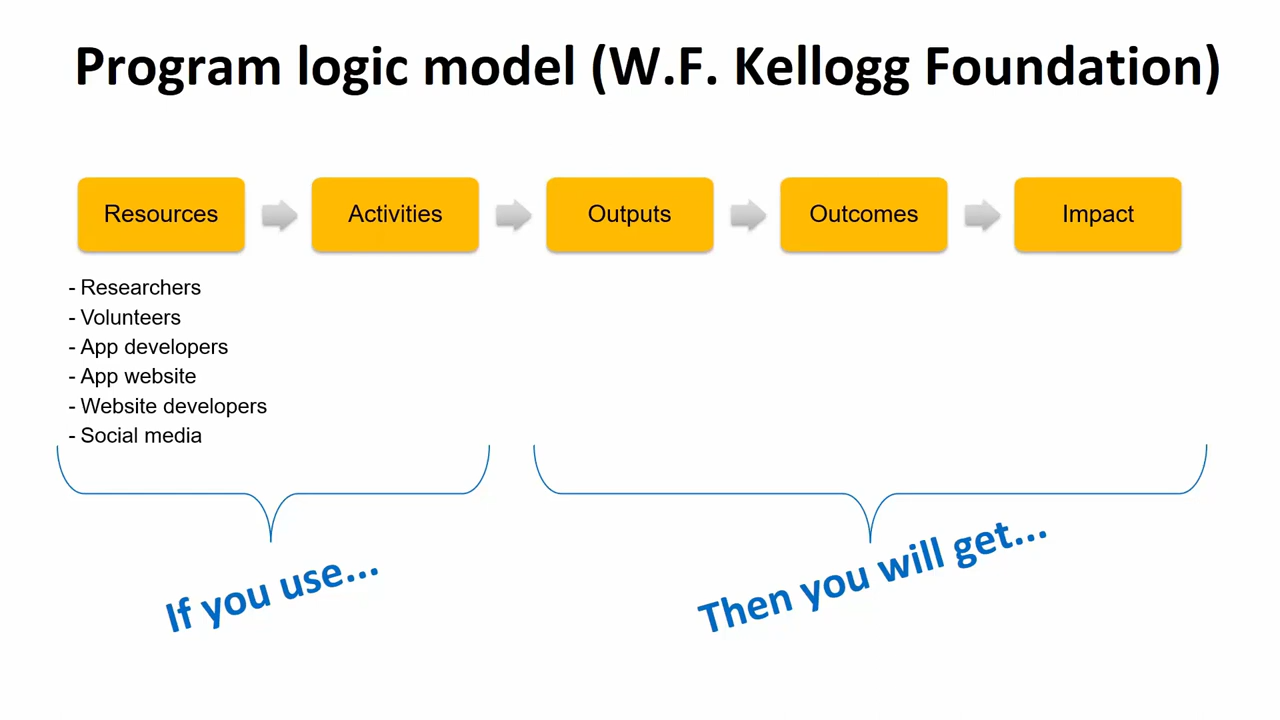 Program logic model (W.F. Kellogg Foundation)
Resources
Activities
Outputs
Outcomes
Impact
- Researchers
- Volunteers
- App developers
- App website
- Website developers
- Social media
If you use...
Then you will get...